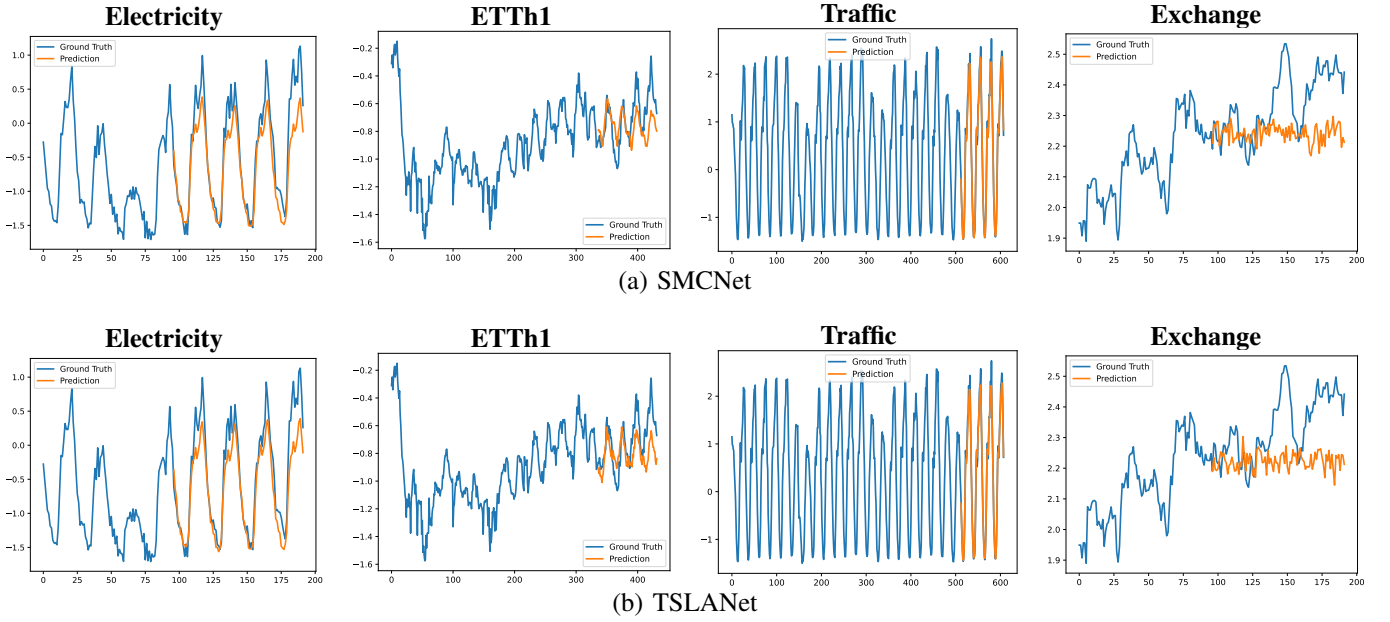 Electricity ETTh1 Traffic Exchange
Ground Truth
Prediction
1.0
0.5
0.0
−0.5
−1.0
−1.5
0 25 50 75 100 125 150 175 200
Ground Truth
Prediction
−0.2
−0.4
−0.6
−0.8
−1.0
−1.2
−1.4
−1.6
0 100 200 300 400
Ground Truth
Prediction
2
1
0
−1
0 100 200 300 400 500 600
Ground Truth
Prediction
2.5
2.4
2.3
2.2
2.1
2.0
1.9
0 25 50 75 100 125 150 175 200
(a) SMCNet
Electricity ETTh1 Traffic Exchange
Ground Truth
Prediction
1.0
0.5
0.0
−0.5
−1.0
−1.5
0 25 50 75 100 125 150 175 200
Ground Truth
Prediction
−0.2
−0.4
−0.6
−0.8
−1.0
−1.2
−1.4
−1.6
0 100 200 300 400
Ground Truth
Prediction
2
1
0
−1
0 100 200 300 400 500 600
Ground Truth
Prediction
2.5
2.4
2.3
2.2
2.1
2.0
1.9
0 25 50 75 100 125 150 175 200
(b) TSLANet